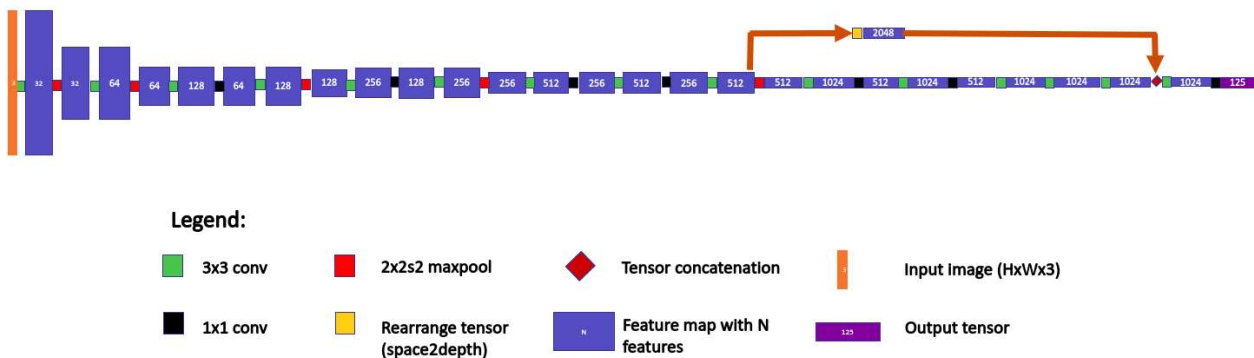 2048
3 32 32 64 64 128 64 128 128 256 128 256 256 512 256 512 256 512 512 1024 512 1024 512 1024 1024 1024 1024 125
Legend:
3x3 conv 2x2s2 maxpool Tensor concatenation 3 Input image (HxWx3)
1x1 conv Rearrange tensor N Feature map with N 125 Output tensor
(space2depth) features